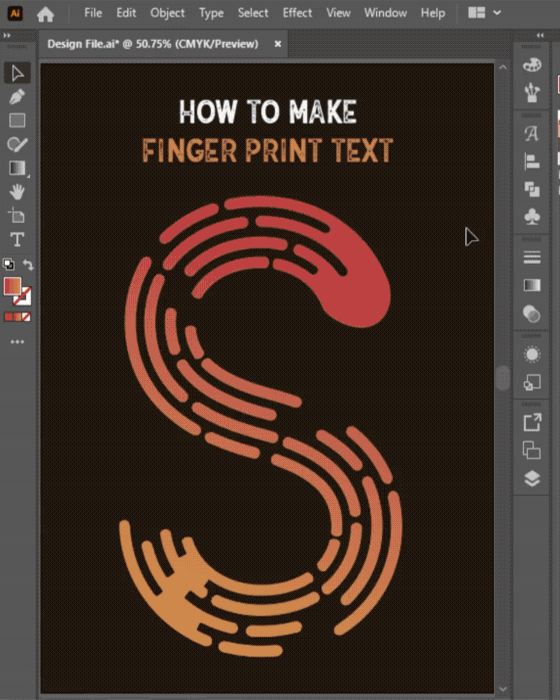 Ai File Edit Object Type Select Effect View Window Help
Design File.ai* @ 50.75% (CMYK/Preview) ×
HOW TO MAKE
FINGER PRINT TEXT
S